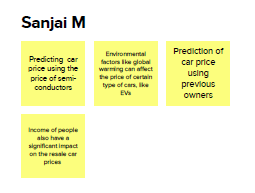 Sanjai M
Predicting car
price using the
price of semi-
conductors
Environmental
factors like global
warming can affect
the price of certain
type of cars, like
EVs
Prediction of
car price
using
previous
owners
Income of people
also have a
significant impact
on the resale car
prices